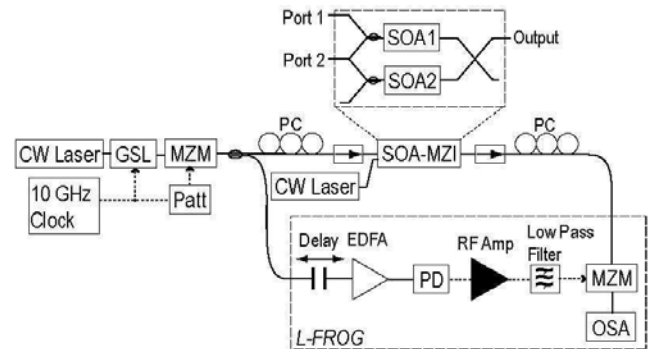 Port 1
SOA1
Output
Port 2
SOA2
PC
PC
CW Laser
GSL
MZM
SOA-MZI
CW Laser
10 GHz
Clock
Patt
Delay
EDFA
RF Amp
Low Pass
Filter
PD
MZM
OSA
L-FROG